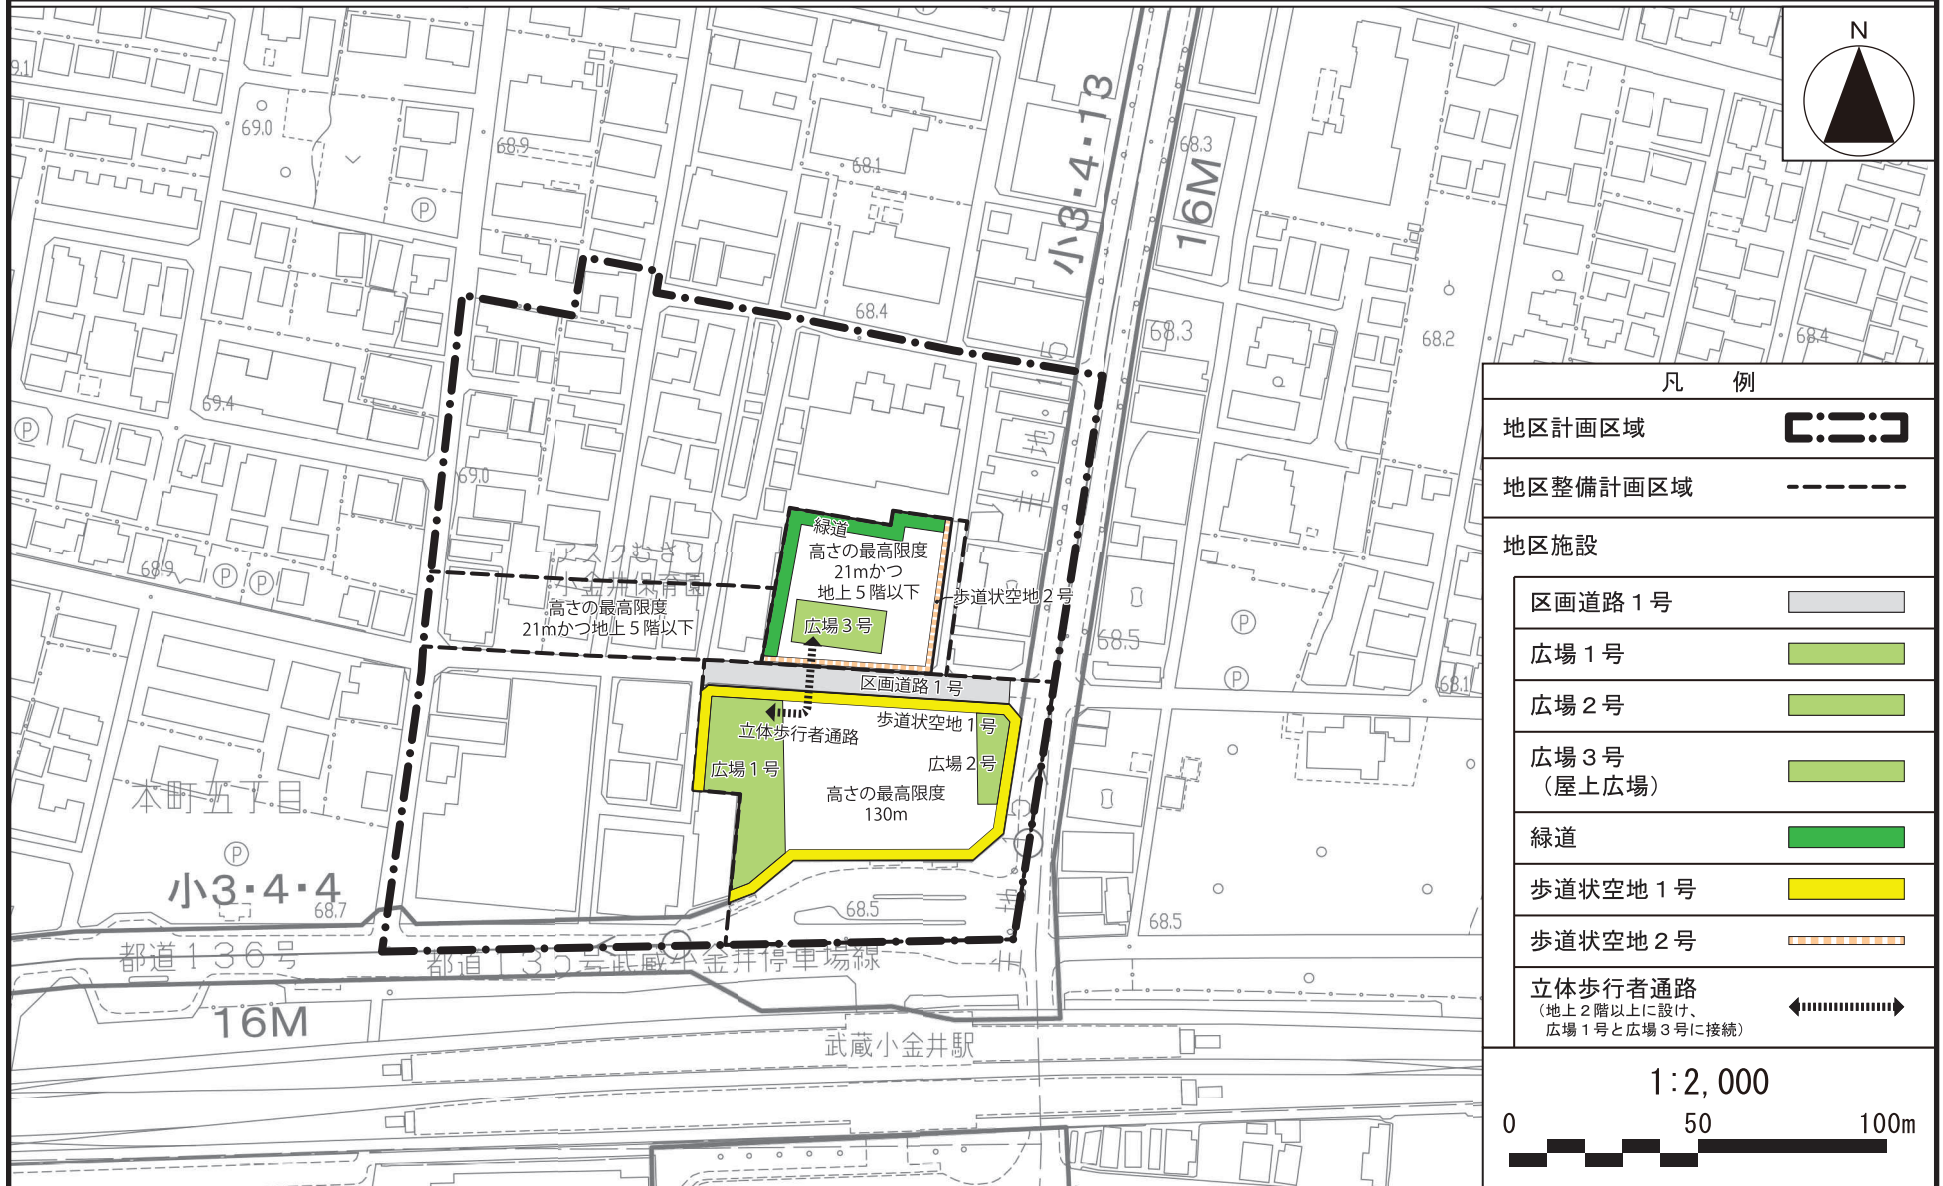 N
9.1
69.0
68.9
68.1
P
小3・4・13
68.3
16M
68.4
68.3
68.2
68.4
69.4
P
69.0
68.9
P
P
緑道
高さの最高限度
21mかつ
地上５階以下
歩道状空地２号
高さの最高限度
21mかつ地上５階以下
広場３号
P
68.5
P
68.1
区画道路１号
歩道状空地１号
立体歩行者通路
広場１号
広場２号
高さの最高限度
130m
本町五丁目
P
小3・4・4
68.7
68.5
68.5
都道１３６号
都道１３５号武蔵小金井停車場線
16M
武蔵小金井駅
凡　例
地区計画区域
地区整備計画区域
地区施設
区画道路１号
広場１号
広場２号
広場３号
（屋上広場）
緑道
歩道状空地１号
歩道状空地２号
立体歩行者通路
（地上２階以上に設け、
広場１号と広場３号に接続）
1:2,000
0 50 100m